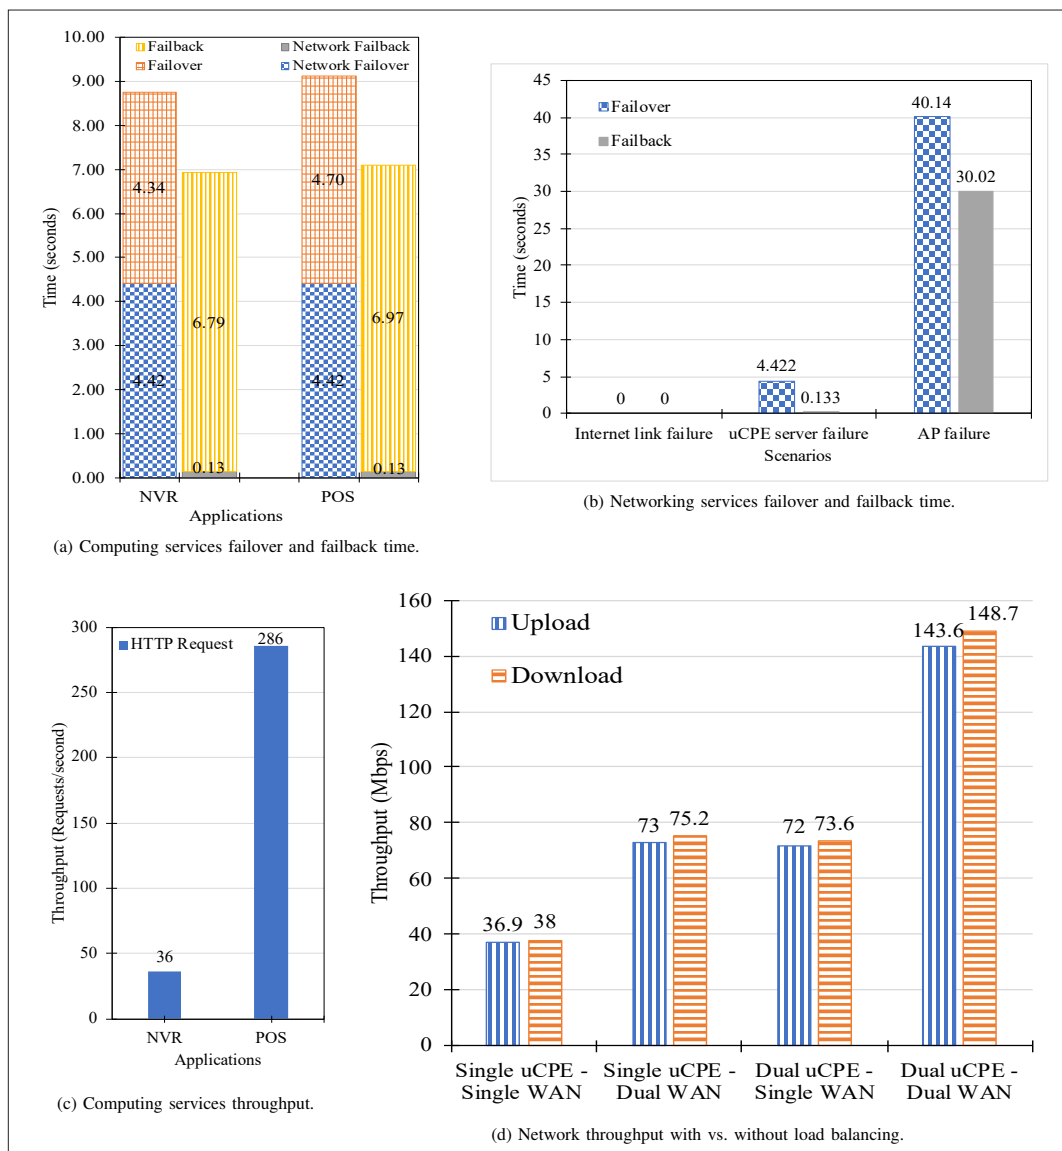 10.00
9.00
8.00
7.00
6.00
5.00
4.00
3.00
2.00
1.00
0.00
Time (seconds)
Failback
Network Failback
Failover
Network Failover
4.34
4.42
6.79
0.13
4.70
4.42
6.97
0.13
NVR
POS
Applications
(a) Computing services failover and failback time.
45
40
35
30
25
20
15
10
5
0
Time (seconds)
Failover
Failback
0
0
4.422
0.133
40.14
30.02
Internet link failure
uCPE server failure
AP failure
Scenarios
(b) Networking services failover and failback time.
300
250
200
150
100
50
0
Throughput (Requests/second)
HTTP Request
36
286
NVR
POS
Applications
(c) Computing services throughput.
160
140
120
100
80
60
40
20
0
Throughput (Mbps)
Upload
Download
36.9
38
73
75.2
72
73.6
143.6
148.7
Single uCPE -
Single WAN
Single uCPE -
Dual WAN
Dual uCPE -
Single WAN
Dual uCPE -
Dual WAN
(d) Network throughput with vs. without load balancing.